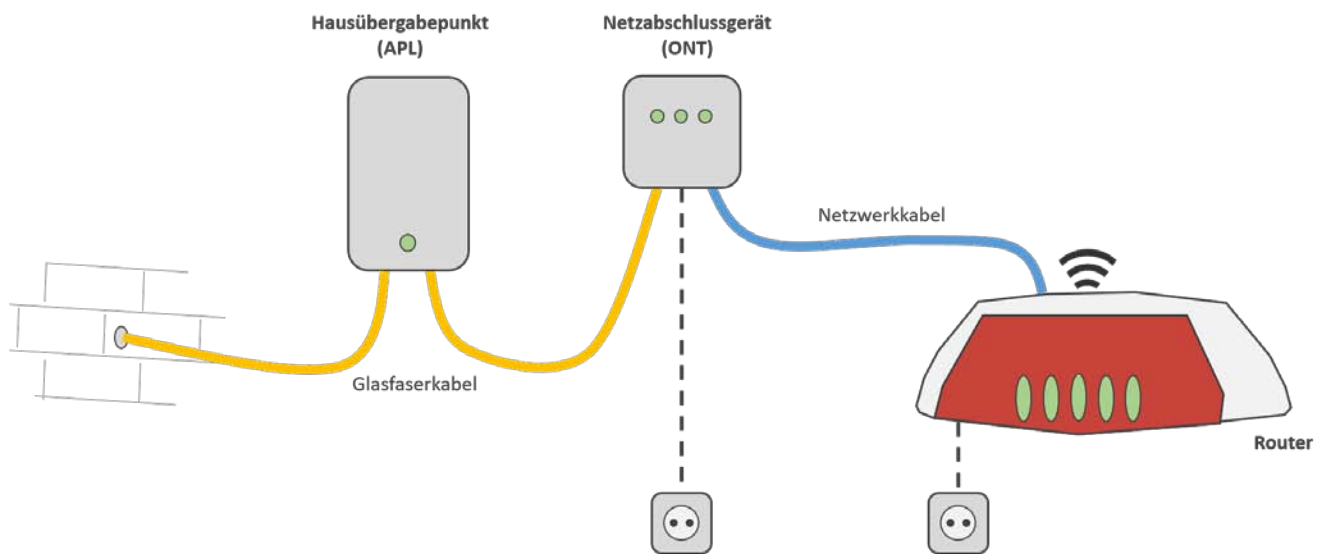 Hausübergabepunkt
(APL)
Netzabschlussgerät
(ONT)
Netzwerkkabel
Glasfaserkabel
Router